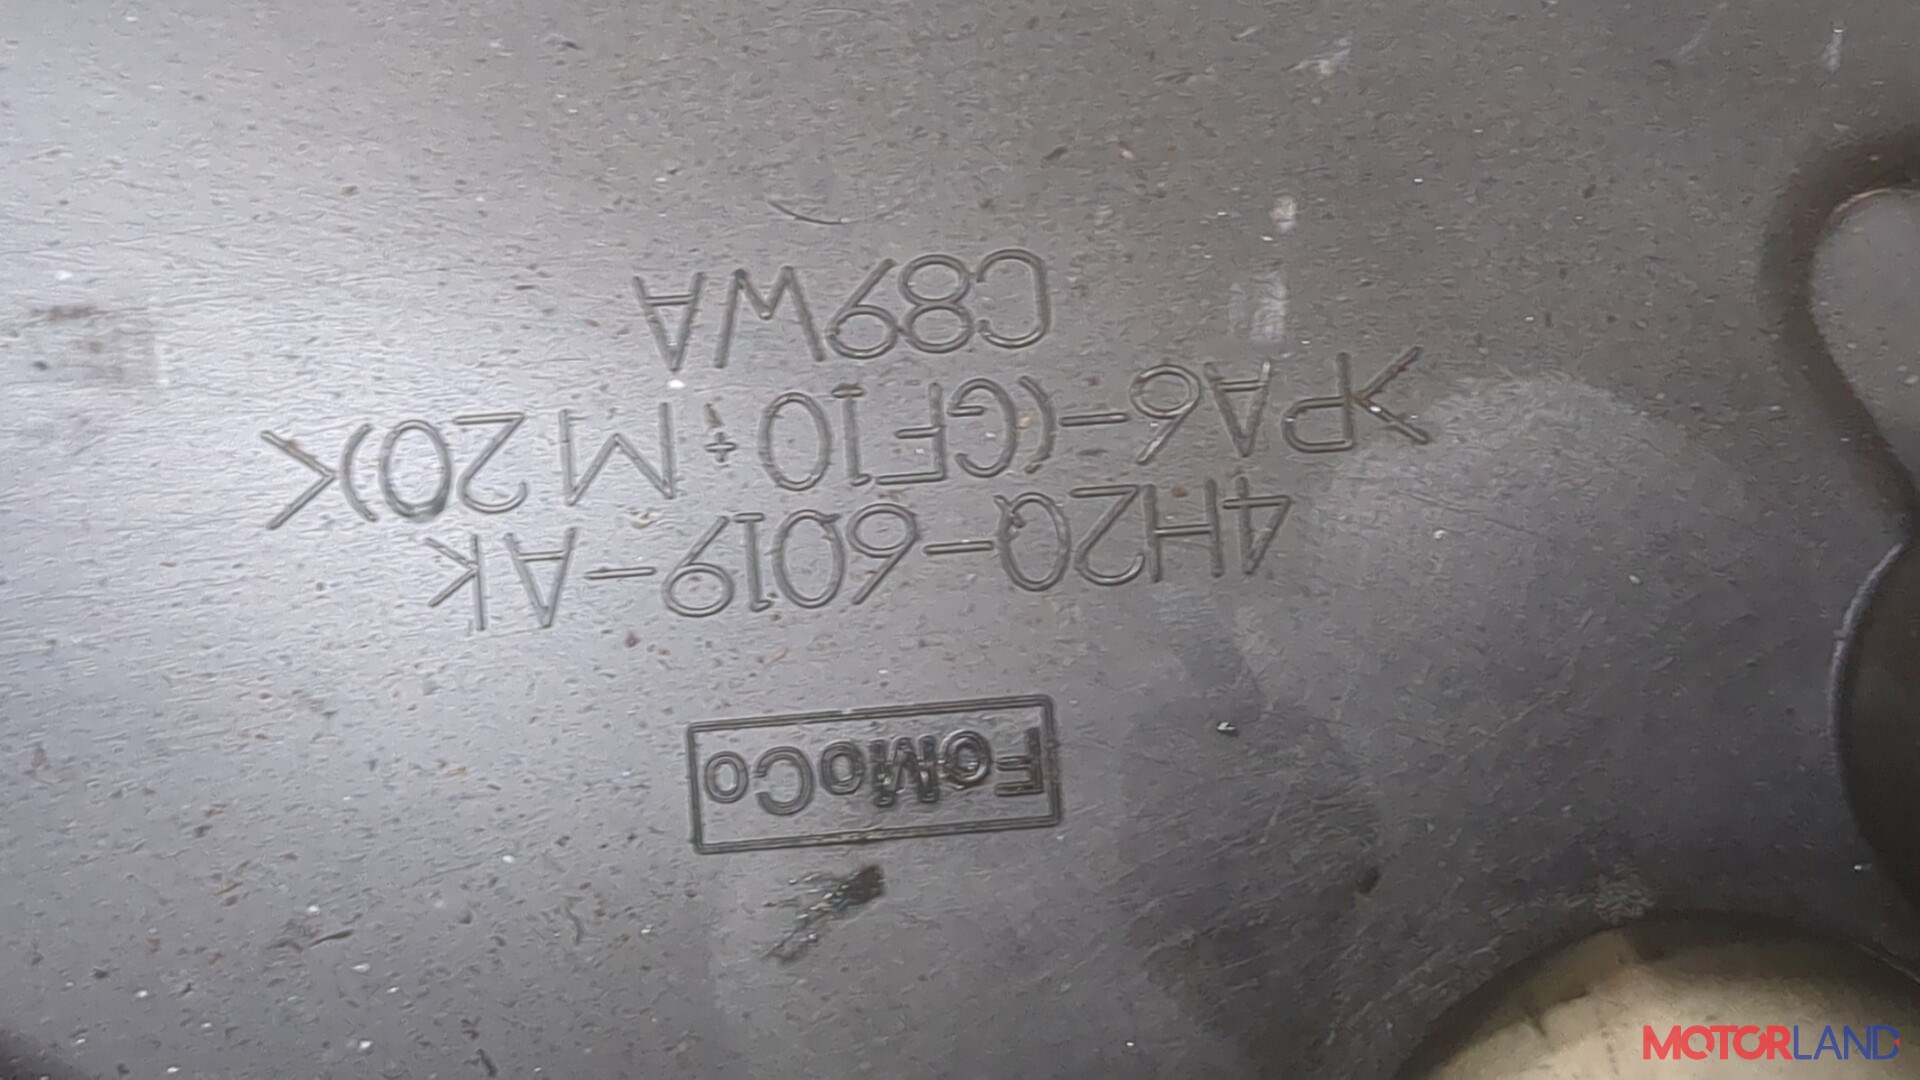 FoMoCo
4H2Q-6019-AK
>PA6-(GF10+M20)<
C89WA
MOTORLAND